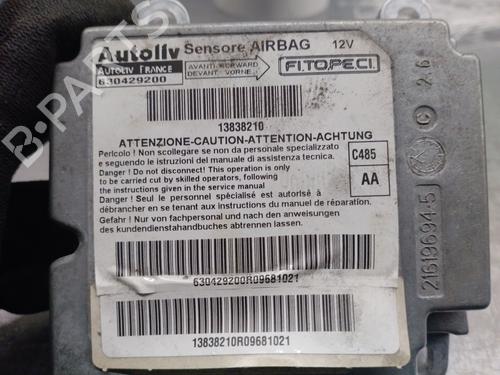 Autoliv Sensore AIRBAG 12V
AUTOLIV FRANCE
630429200
AVANTI-FORWARD
DEVANT-VORNE
F.I.TO.PE.C.I.
13838210
ATTENZIONE-CAUTION-ATTENTION-ACHTUNG
Pericolo ! Non scollegare se non da personale specializzato
e seguendo le istruzioni del manuale di assistenza tecnica.
Danger ! Do not disconnect! This operation is only
to be carried out by skilled operators, following
the instructions given in the service manual
Danger ! Seul le personnel spécialisé est autorisé à
débrancher en se tenant aux instructions du manuel de réparation.
Gefahr ! Nur von fachpersonal und nach den anweisungen
des kundendiensthandbuches abtrennen lassen.
C485
AA
630429200R09681021
13838210R09681021
21619694-5
© 2.6
B-PARTS